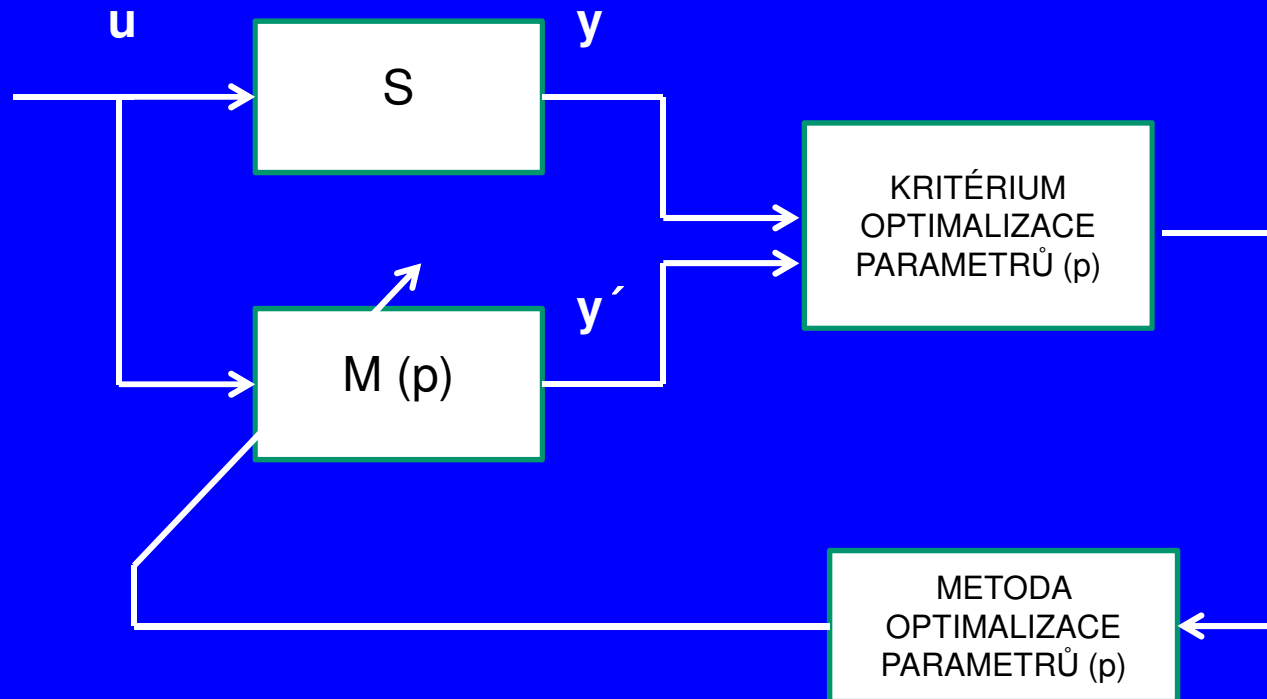 u
y
S
KRITÉRIUM
OPTIMALIZACE
PARAMETRŮ (p)
y´
M (p)
METODA
OPTIMALIZACE
PARAMETRŮ (p)